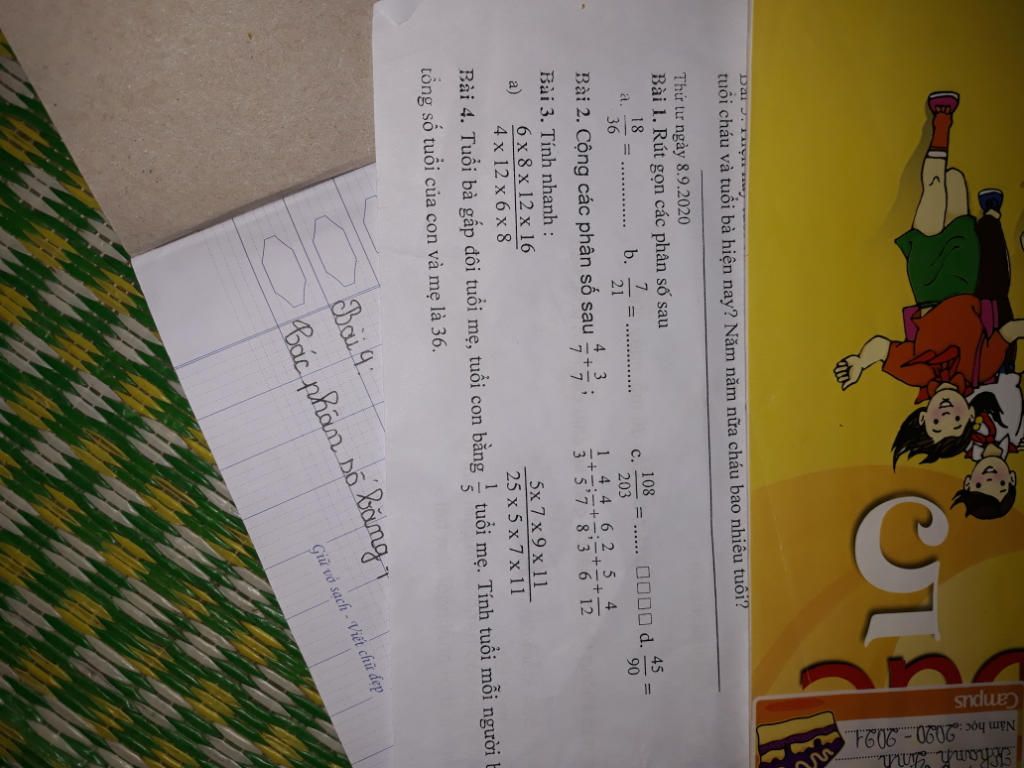 tuổi cháu và tuổi bà hiện nay? Năm năm nữa cháu bao nhiêu tuổi?
Thứ tư ngày 8.9.2020
Bài 1. Rút gọn các phân số sau
a. 18/36 = ............. b. 7/21 = ............. c. 108/203 = ...... □□□□ d. 45/90 =
Bài 2. Cộng các phân số sau 4/7 + 3/7 ; 1/3 + 4/5 ; 4/7 + 6/8 ; 2/3 + 5/6 + 4/12
Bài 3. Tính nhanh :
a) 6 x 8 x 12 x 16 / 4 x 12 x 6 x 8 5x 7 x 9 x 11 / 25 x 5 x 7 x 11
Bài 4. Tuổi bà gấp đôi tuổi mẹ, tuổi con bằng 1/5 tuổi mẹ. Tính tuổi mỗi người
tổng số tuổi của con và mẹ là 36.
Bài 4.
Các phân số bằng
Giữ vở sạch - Viết chữ đẹp
5
Campus
Năm học : 2020 - 2021